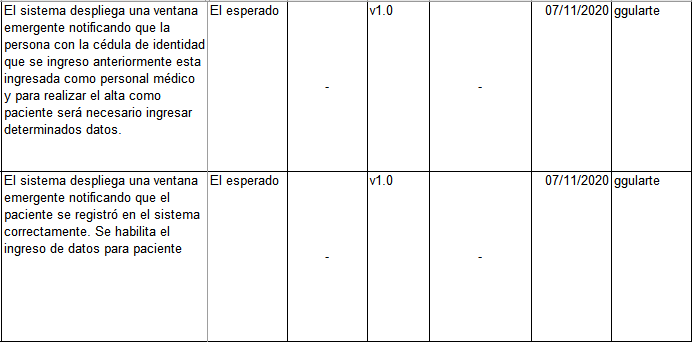 El sistema despliega una ventana
emergente notificando que la
persona con la cédula de identidad
que se ingreso anteriormente esta
ingresada como personal médico
y para realizar el alta como
paciente será necesario ingresar
determinados datos.
El esperado
-
v1.0
-
07/11/2020
ggularte
El sistema despliega una ventana
emergente notificando que el
paciente se registró en el sistema
correctamente. Se habilita el
ingreso de datos para paciente
El esperado
-
v1.0
-
07/11/2020
ggularte